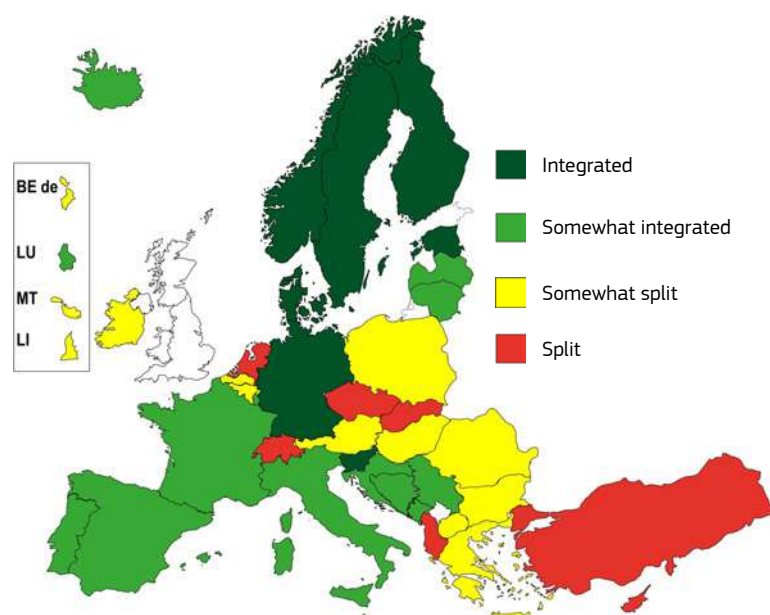 BE de
LU
MT
LI
Integrated
Somewhat integrated
Somewhat split
Split